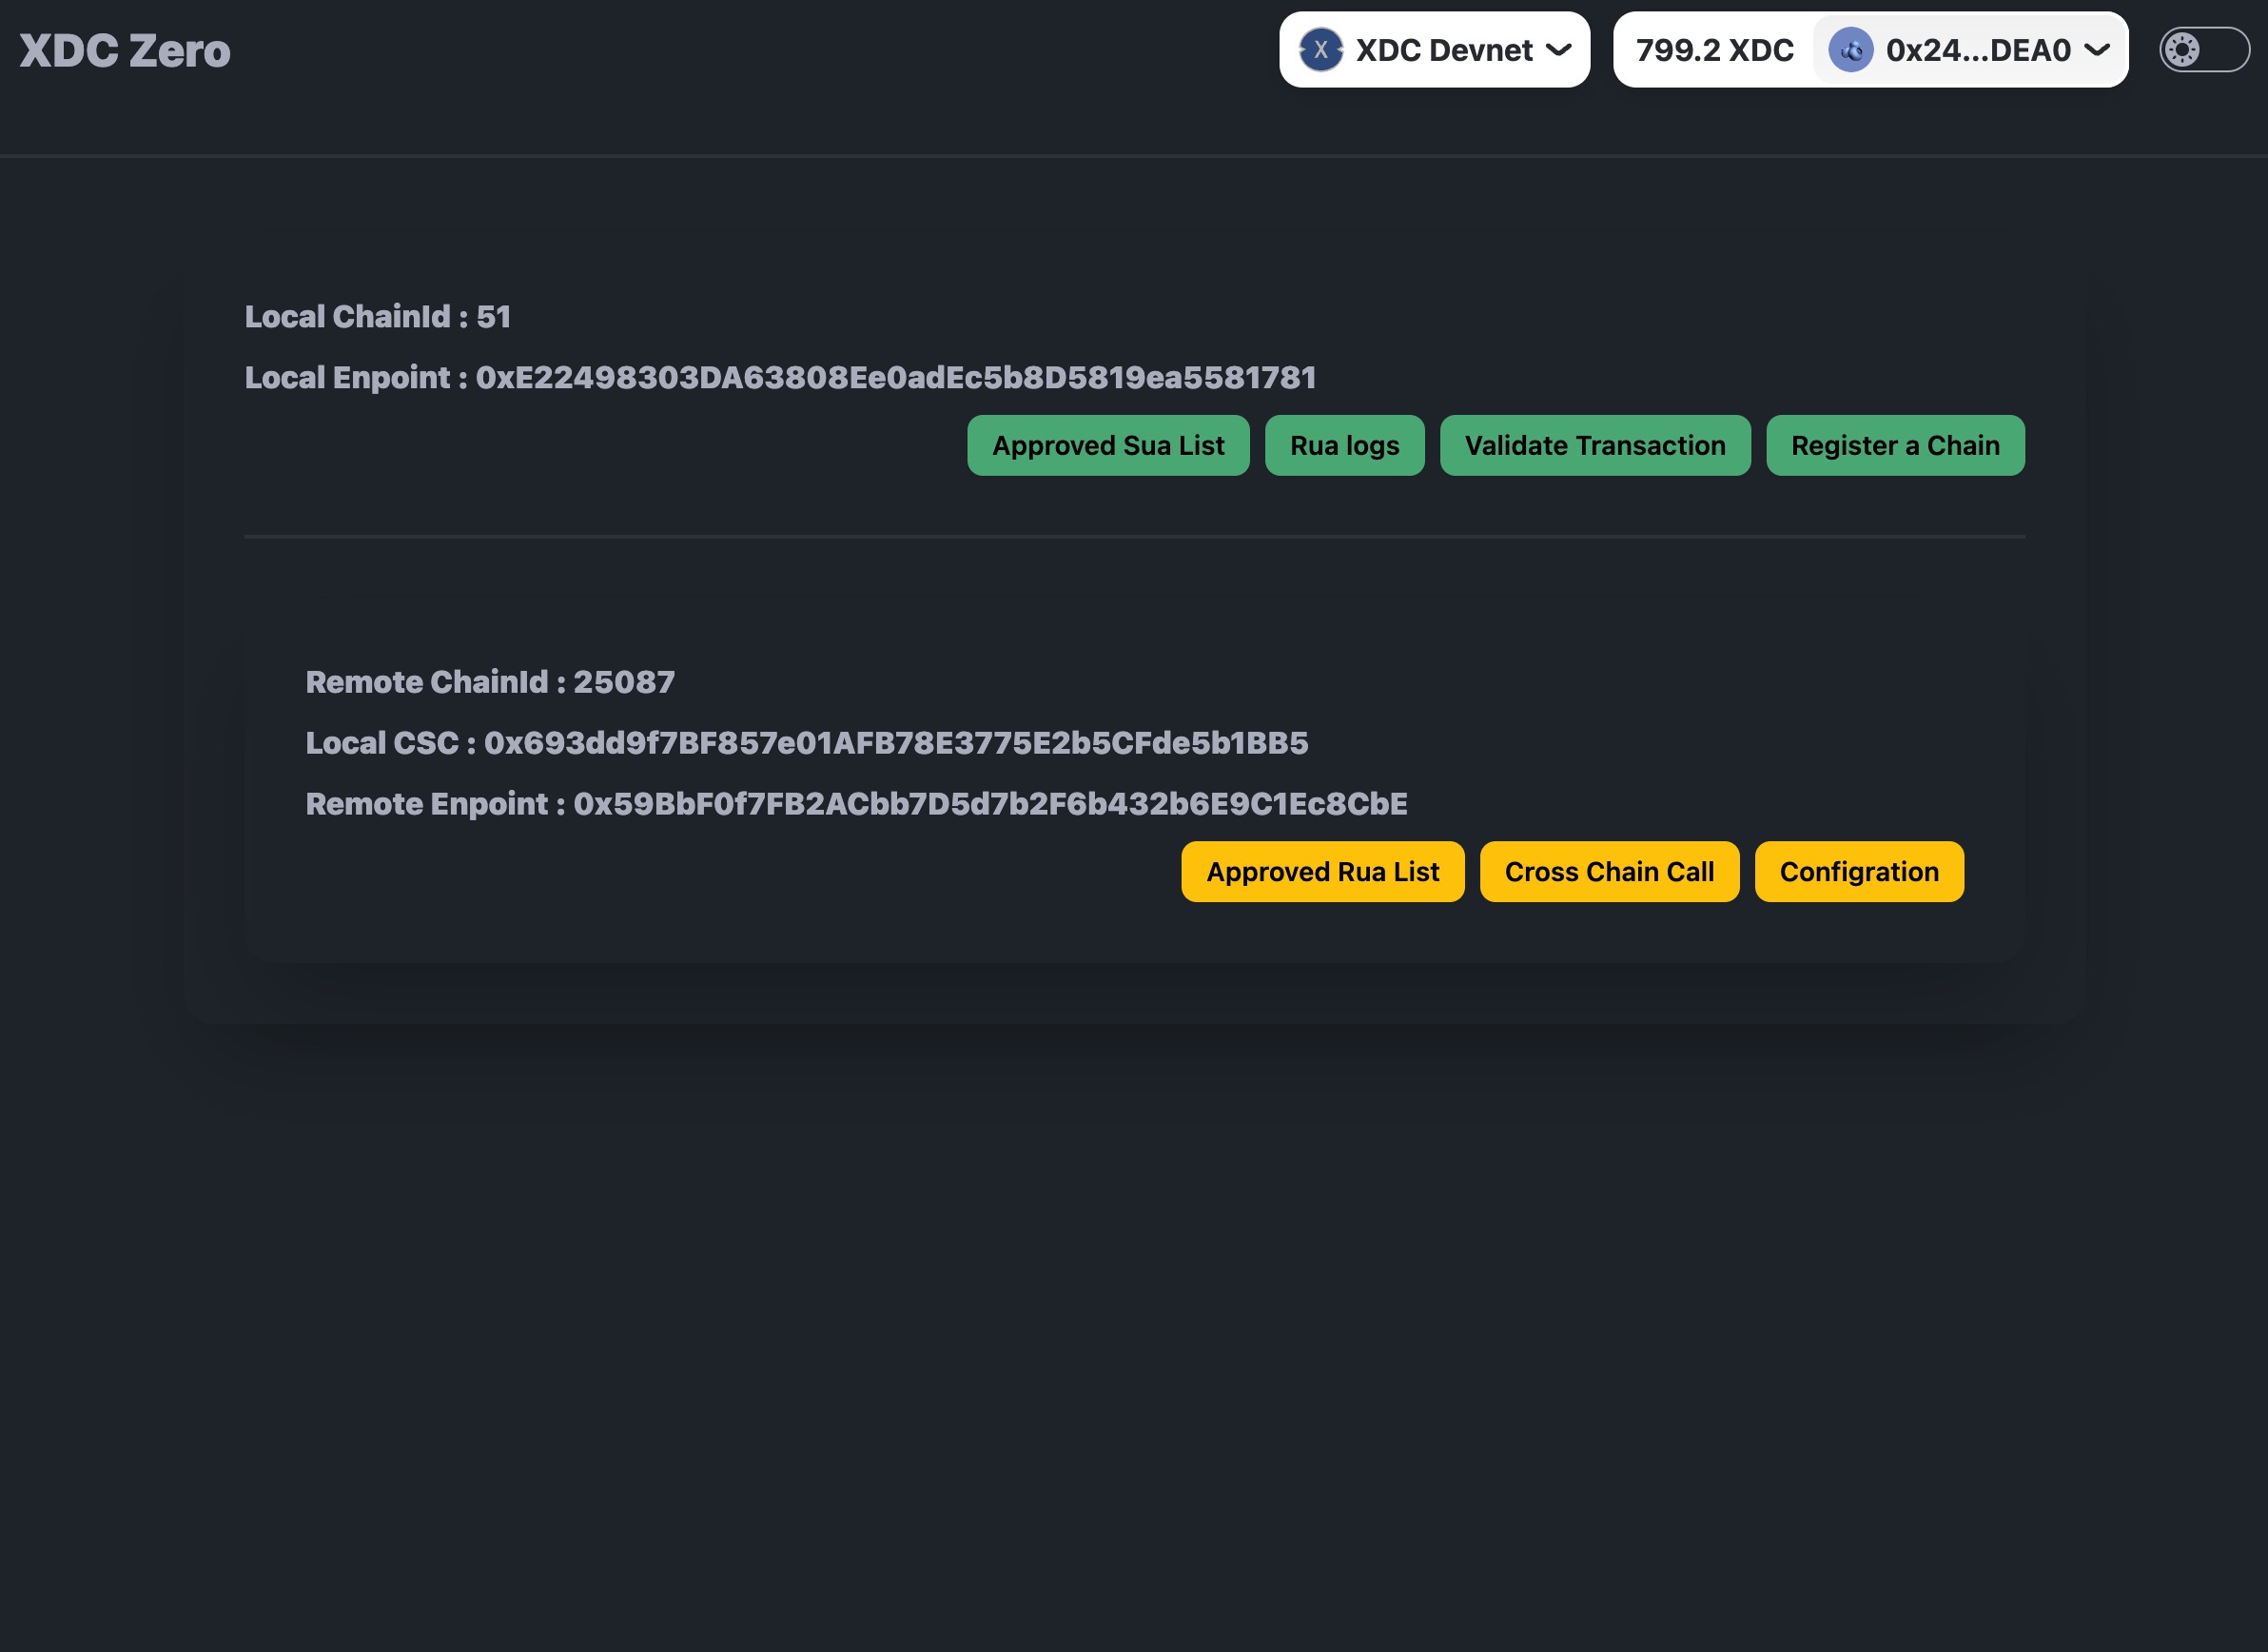 XDC Zero
XDC Devnet
799.2 XDC
0x24...DEA0
Local ChainId : 51
Local Enpoint : 0xE22498303DA63808Ee0adEc5b8D5819ea5581781
Approved Sua List
Rua logs
Validate Transaction
Register a Chain
Remote ChainId : 25087
Local CSC : 0x693dd9f7BF857e01AFB78E3775E2b5CFde5b1BB5
Remote Enpoint : 0x59BbF0f7FB2ACbb7D5d7b2F6b432b6E9C1Ec8CbE
Approved Rua List
Cross Chain Call
Configration